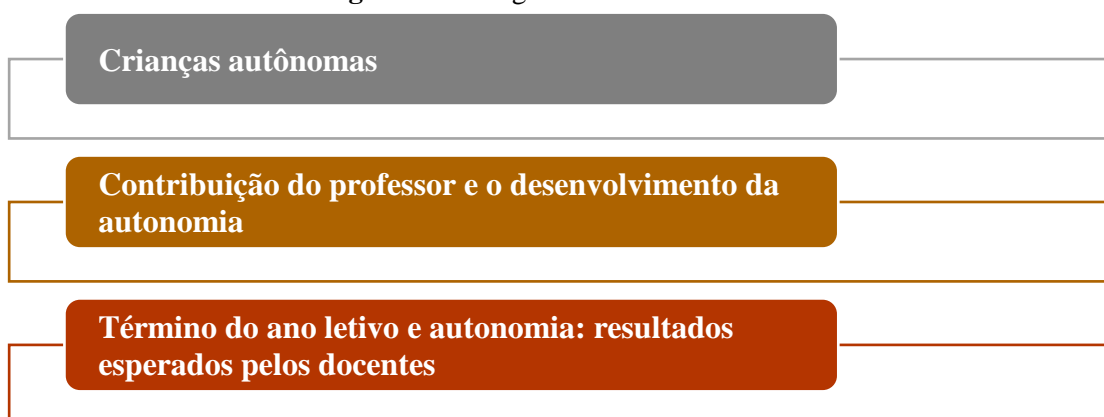 Crianças autônomas
Contribuição do professor e o desenvolvimento da
autonomia
Término do ano letivo e autonomia: resultados
esperados pelos docentes